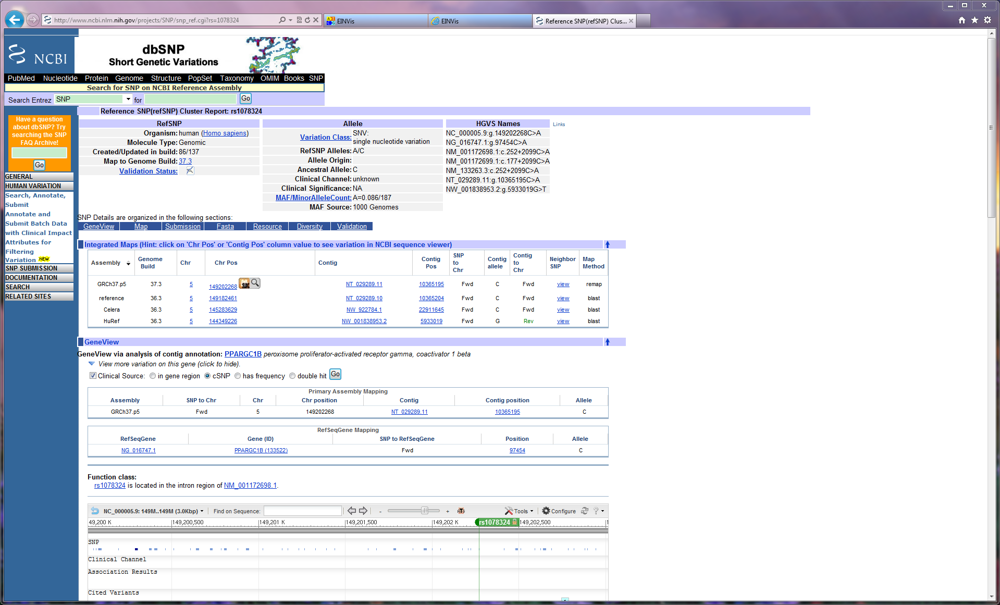 http://www.ncbi.nlm.nih.gov/projects/SNP/snp_ref.cgi?rs=1078324
EINVis
EINVis
Reference SNP(refSNP) Clus...
NCBI
dbSNP
Short Genetic Variations
PubMed Nucleotide Protein Genome Structure PopSet Taxonomy OMIM Books SNP
Search for SNP on NCBI Reference Assembly
Search Entrez SNP for Go
Have a question about dbSNP? Try searching the SNP FAQ Archive!
Go
GENERAL
HUMAN VARIATION
Search, Annotate, Submit
Annotate and Submit Batch Data with Clinical Impact
Attributes for Filtering Variation NEW
SNP SUBMISSION
DOCUMENTATION
SEARCH
RELATED SITES
Reference SNP(refSNP) Cluster Report: rs1078324
RefSNP
Organism: human (Homo sapiens)
Molecule Type: Genomic
Created/Updated in build: 86/137
Map to Genome Build: 37.3
Validation Status:
Allele
Variation Class: SNV: single nucleotide variation
RefSNP Alleles: A/C
Allele Origin:
Ancestral Allele: C
Clinical Channel: unknown
Clinical Significance: NA
MAF/MinorAlleleCount: A=0.086/187
MAF Source: 1000 Genomes
HGVS Names
NC_000005.9:g.149202268C>A
NG_016747.1:g.97454C>A
NM_001172698.1:c.252+2099C>A
NM_001172699.1:c.177+2099C>A
NM_133263.3:c.252+2099C>A
NT_029289.11:g.10365195C>A
NW_001838953.2:g.5933019G>T
Links
SNP Details are organized in the following sections:
GeneView Map Submission Fasta Resource Diversity Validation
Integrated Maps (Hint: click on 'Chr Pos' or 'Contig Pos' column value to see variation in NCBI sequence viewer)
Assembly Genome Build Chr Chr Pos Contig Contig Pos SNP to Chr Contig allele Contig to Chr Neighbor SNP Map Method
GRCh37.p5 37.3 5 149202268 NT_029289.11 10365195 Fwd C Fwd view remap
reference 36.3 5 149182461 NT_029289.10 10365204 Fwd C Fwd view blast
Celera 36.3 5 145283629 NW_922784.1 22911645 Fwd C Fwd view blast
HuRef 36.3 5 144349226 NW_001838953.2 5933019 Fwd G Rev view blast
GeneView
GeneView via analysis of contig annotation: PPARGC1B peroxisome proliferator-activated receptor gamma, coactivator 1 beta
View more variation on this gene (click to hide).
Clinical Source: in gene region cSNP has frequency double hit Go
Primary Assembly Mapping
Assembly SNP to Chr Chr Chr position Contig Contig position Allele
GRCh37.p5 Fwd 5 149202268 NT_029289.11 10365195 C
RefSeqGene Mapping
RefSeqGene Gene (ID) SNP to RefSeqGene Position Allele
NG_016747.1 PPARGC1B (133522) Fwd 97454 C
Function class:
rs1078324 is located in the intron region of NM_001172698.1.
NC_000005.9: 149M..149M (3.0Kbp) Find on Sequence: - + ATG Tools Configure ?
49,200 K 149,200,500 149,201 K 149,201,500 149,202 K rs1078324 149,202,500
SNP
Clinical Channel
Association Results
Cited Variants